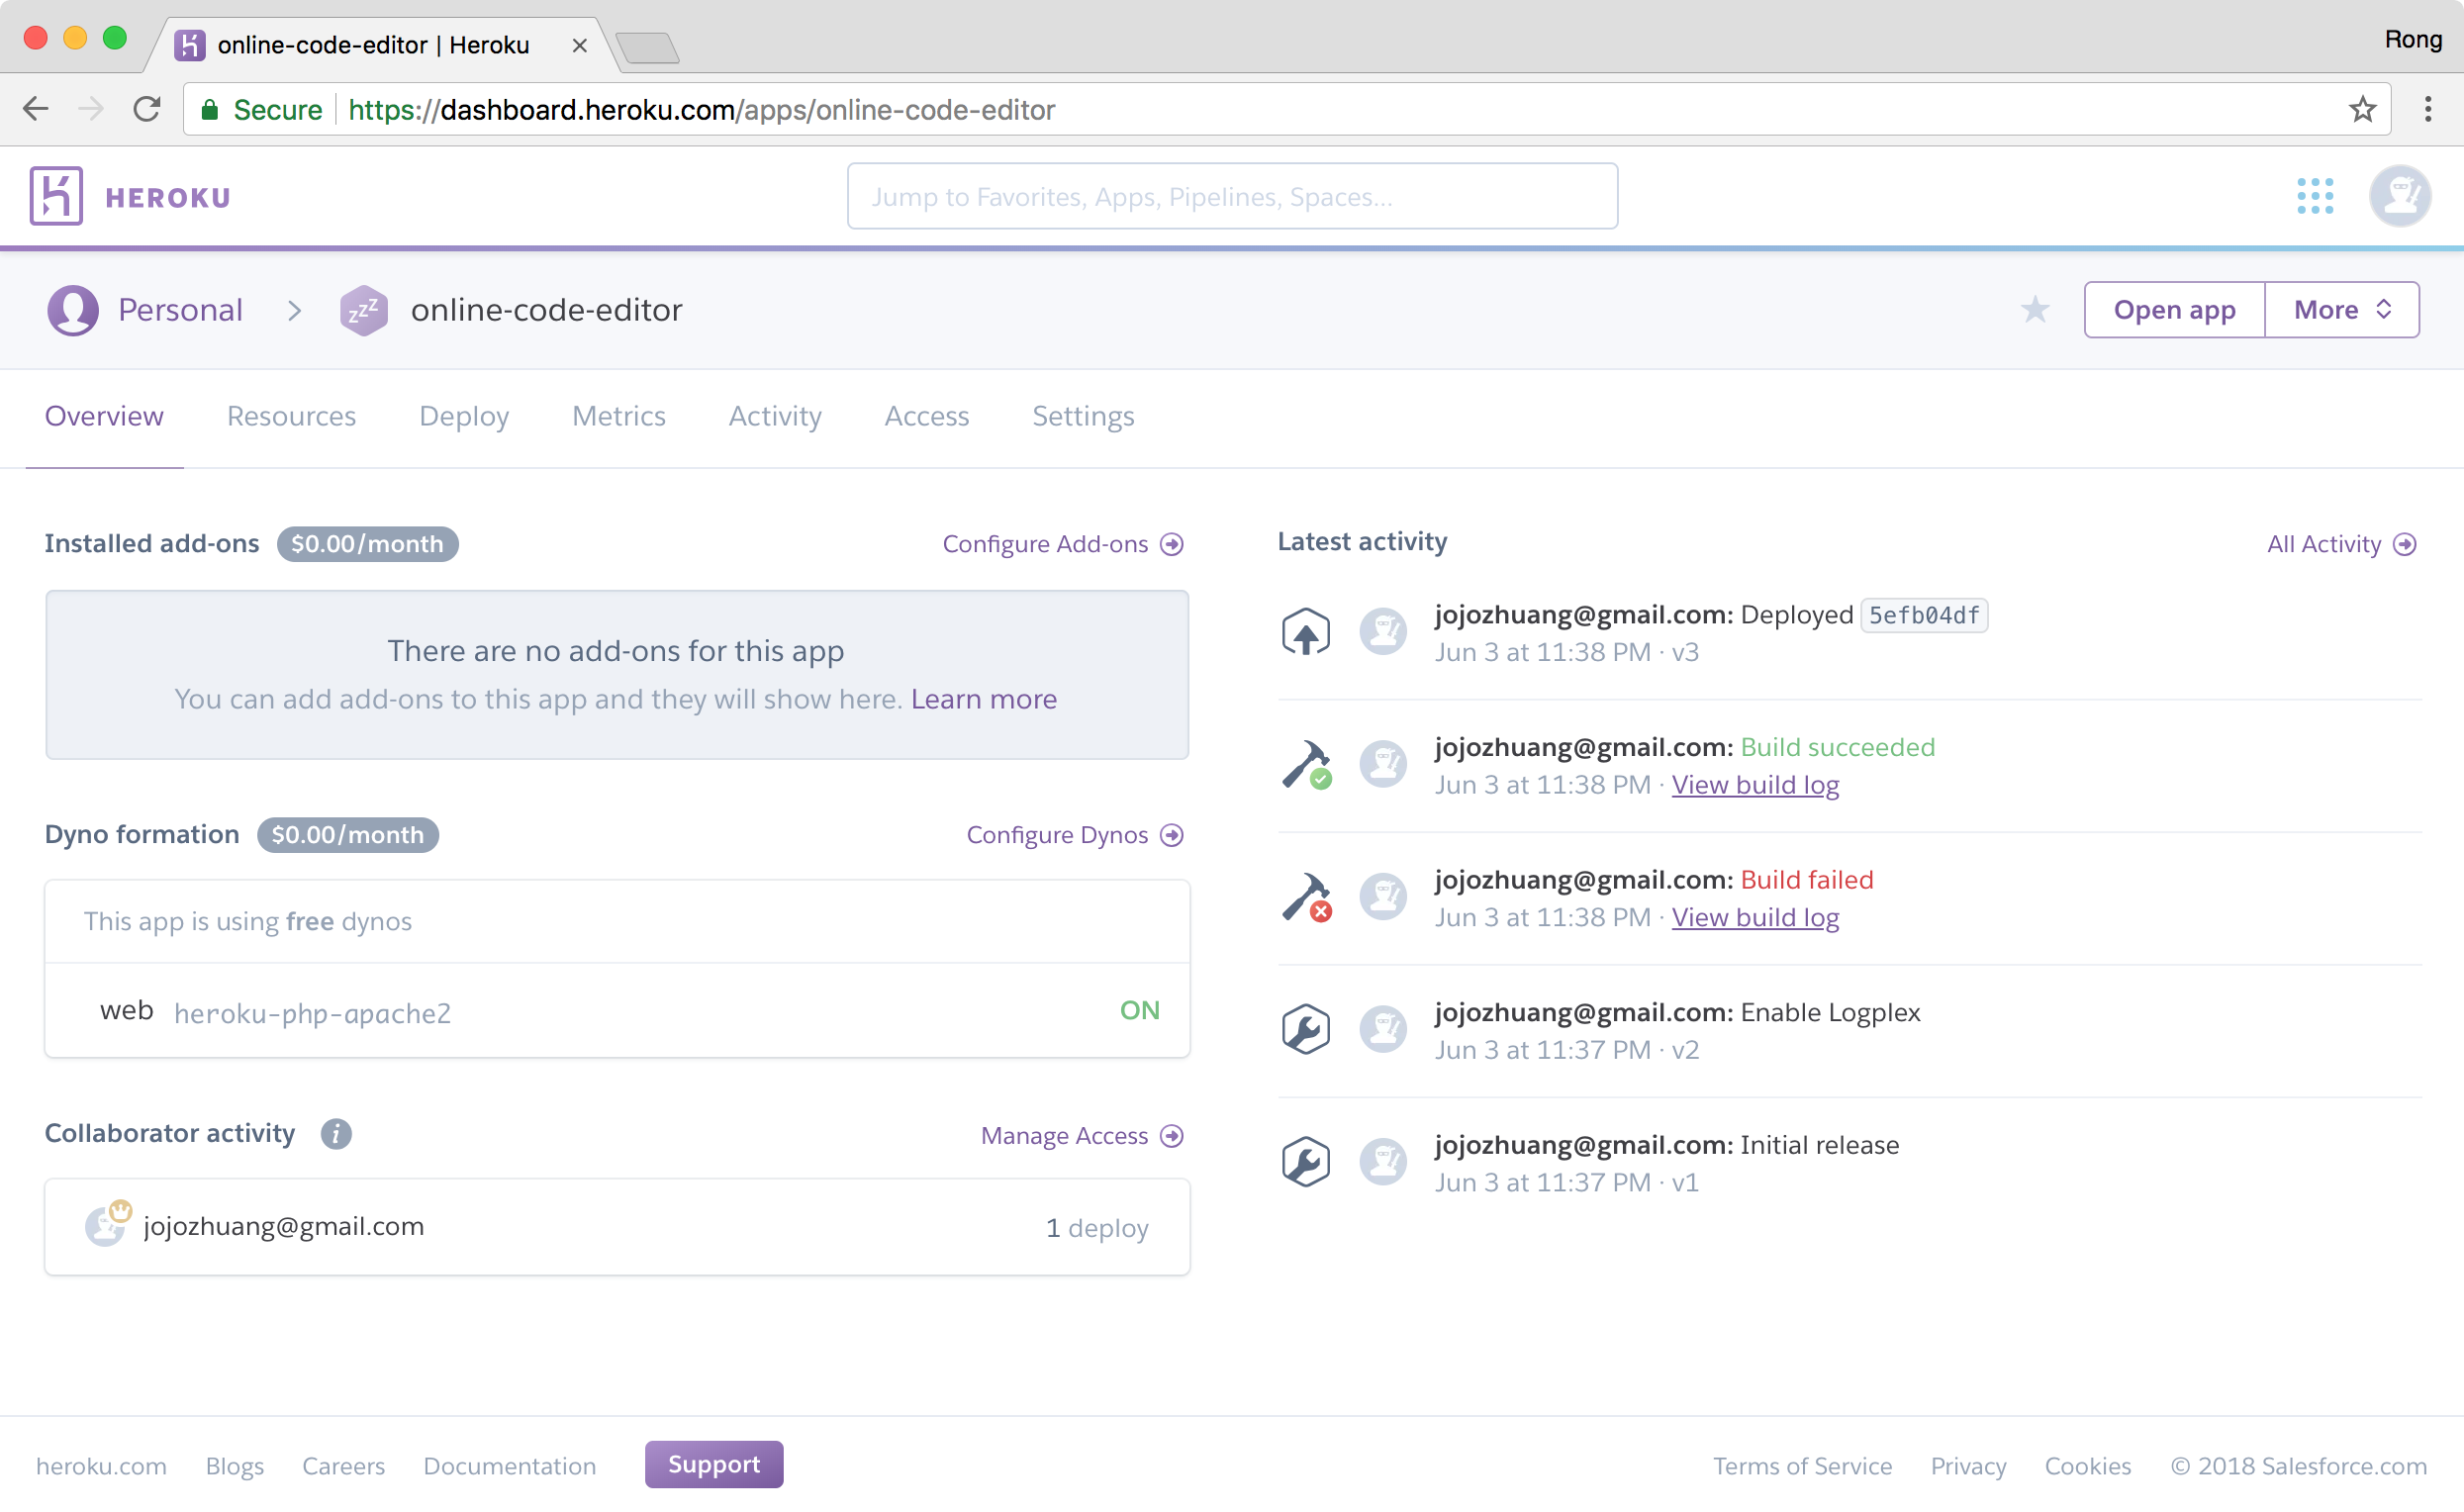 online-code-editor | Heroku
Rong
Secure https://dashboard.heroku.com/apps/online-code-editor
HEROKU
Jump to Favorites, Apps, Pipelines, Spaces...
Personal
zzz
online-code-editor
Open app
More
Overview Resources Deploy Metrics Activity Access Settings
Installed add-ons $0.00/month
Configure Add-ons
There are no add-ons for this app
You can add add-ons to this app and they will show here. Learn more
Dyno formation $0.00/month
Configure Dynos
This app is using free dynos
web heroku-php-apache2 ON
Collaborator activity i
Manage Access
jojozhuang@gmail.com 1 deploy
Latest activity
All Activity
jojozhuang@gmail.com: Deployed 5efb04df
Jun 3 at 11:38 PM · v3
jojozhuang@gmail.com: Build succeeded
Jun 3 at 11:38 PM · View build log
jojozhuang@gmail.com: Build failed
Jun 3 at 11:38 PM · View build log
jojozhuang@gmail.com: Enable Logplex
Jun 3 at 11:37 PM · v2
jojozhuang@gmail.com: Initial release
Jun 3 at 11:37 PM · v1
heroku.com Blogs Careers Documentation Support
Terms of Service Privacy Cookies © 2018 Salesforce.com